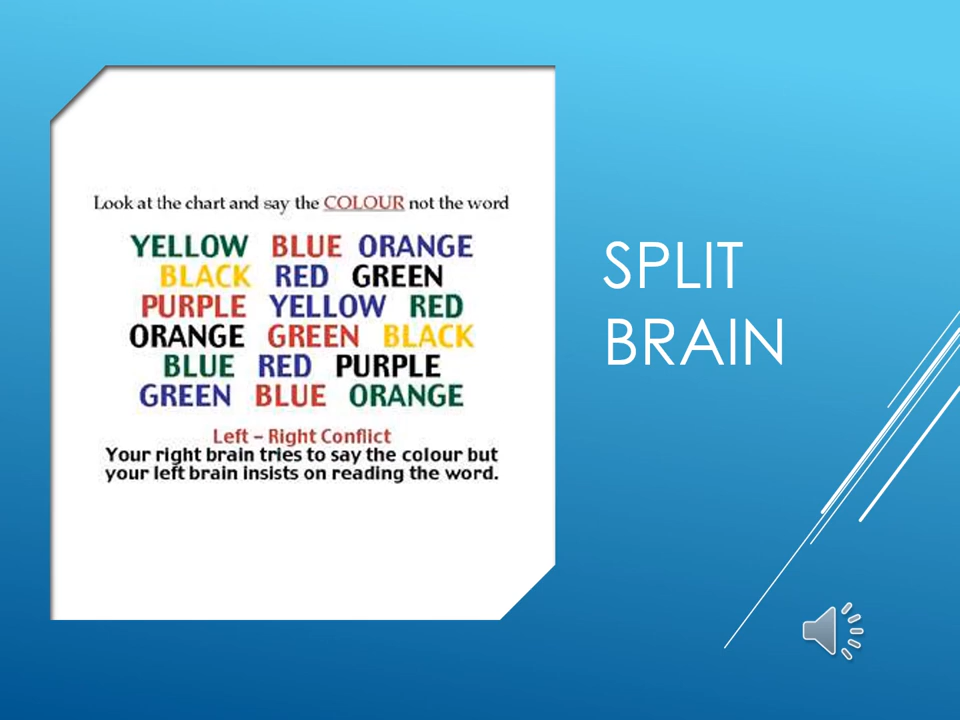 Look at the chart and say the COLOUR not the word
YELLOW BLUE ORANGE
BLACK RED GREEN
PURPLE YELLOW RED
ORANGE GREEN BLACK
BLUE RED PURPLE
GREEN BLUE ORANGE
Left – Right Conflict
Your right brain tries to say the colour but
your left brain insists on reading the word.
SPLIT
BRAIN